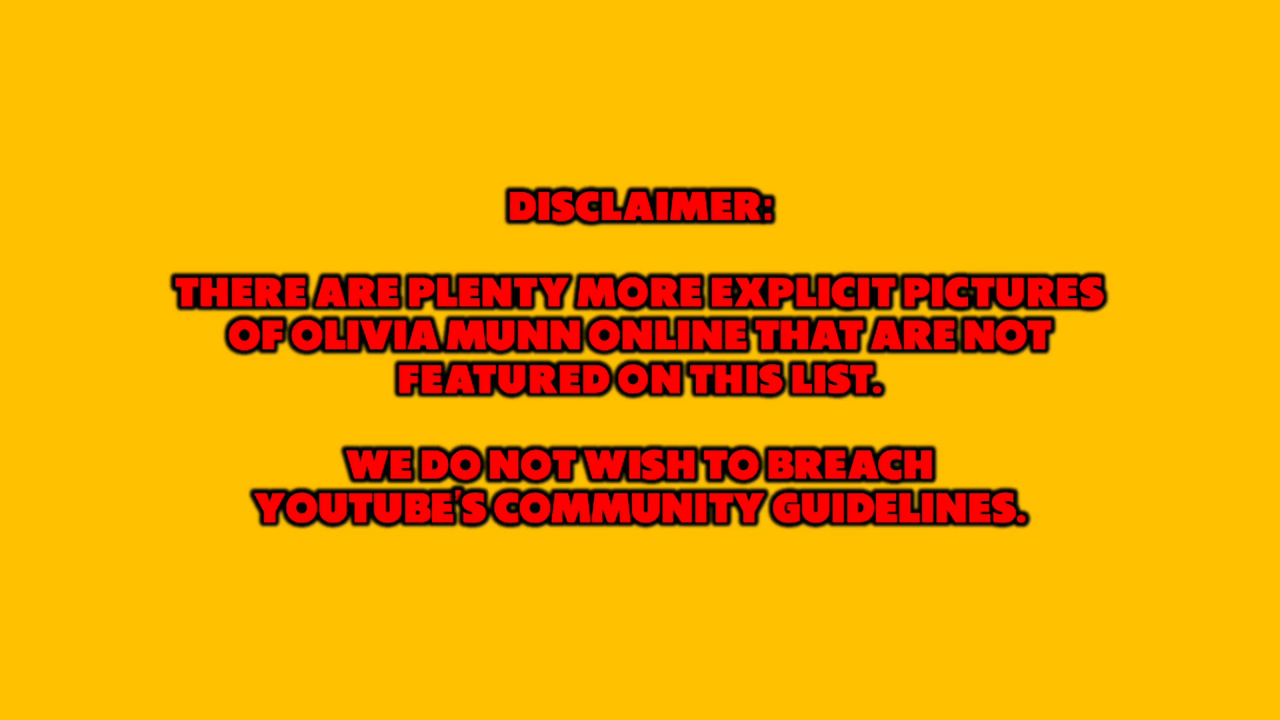 DISCLAIMER:
THERE ARE PLENTY MORE EXPLICIT PICTURES
OF OLIVIA MUNN ONLINE THAT ARE NOT
FEATURED ON THIS LIST.
WE DO NOT WISH TO BREACH
YOUTUBE'S COMMUNITY GUIDELINES.